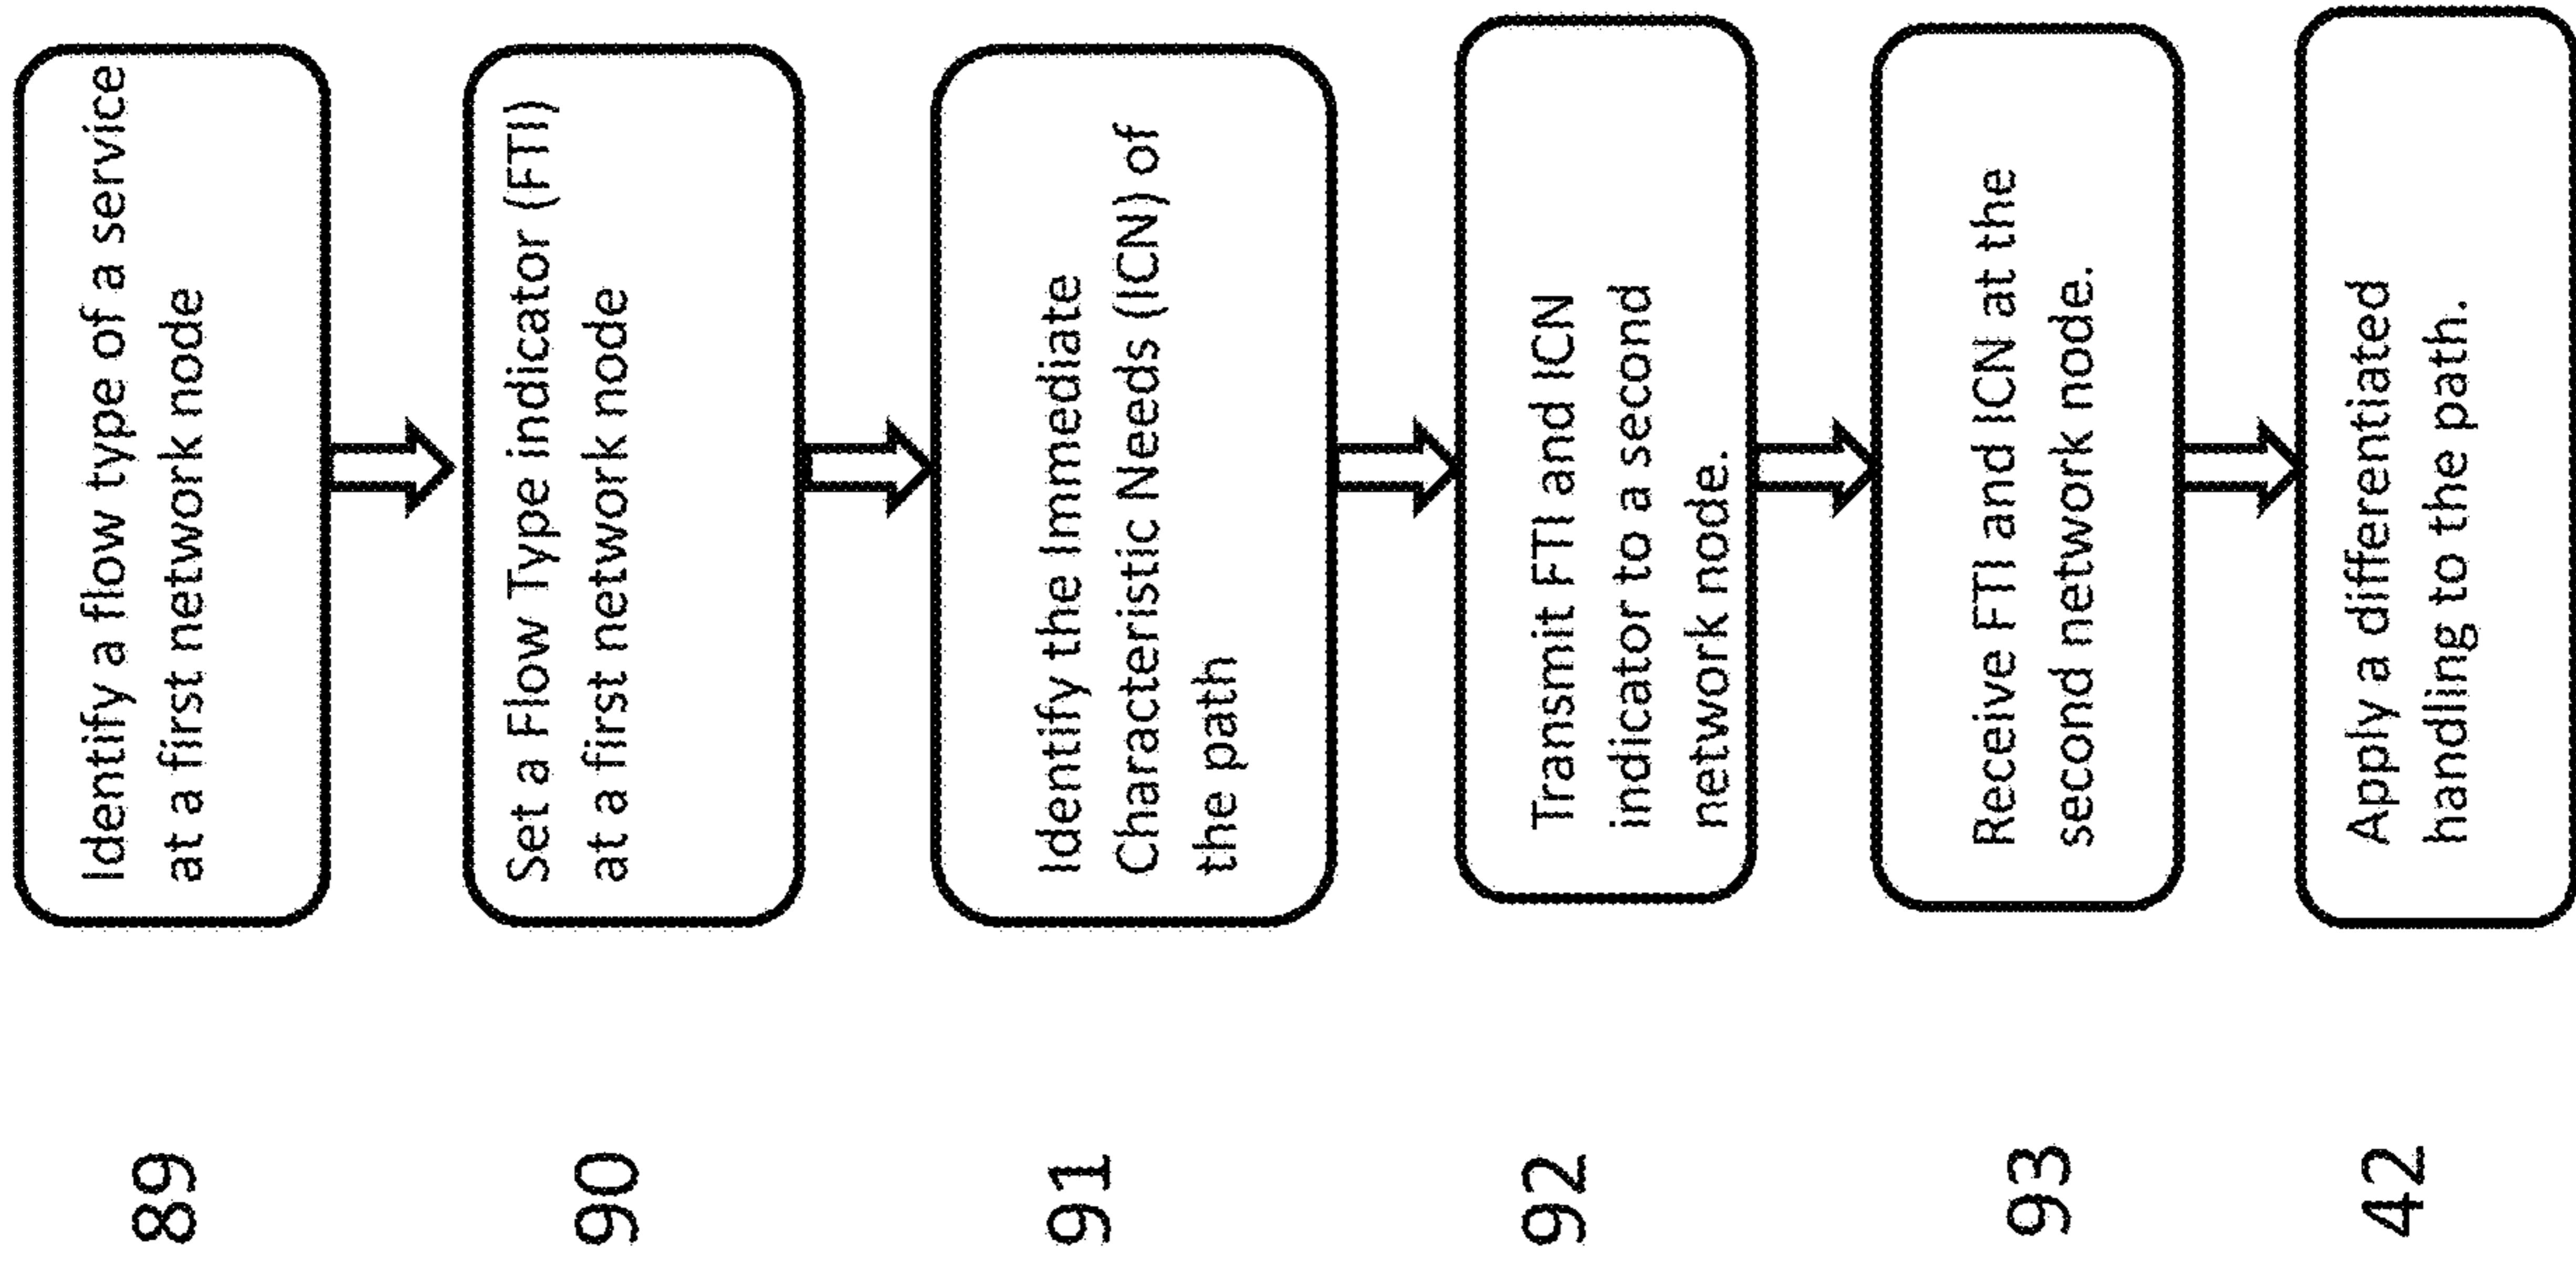 89
Identify a flow type of a service
at a first network node
90
Set a Flow Type indicator (FTI)
at a first network node
91
Identify the Immediate
Characteristic Needs (ICN) of
the path
92
Transmit FTI and ICN
indicator to a second
network node.
93
Receive FTI and ICN at the
second network node.
42
Apply a differentiated
handling to the path.